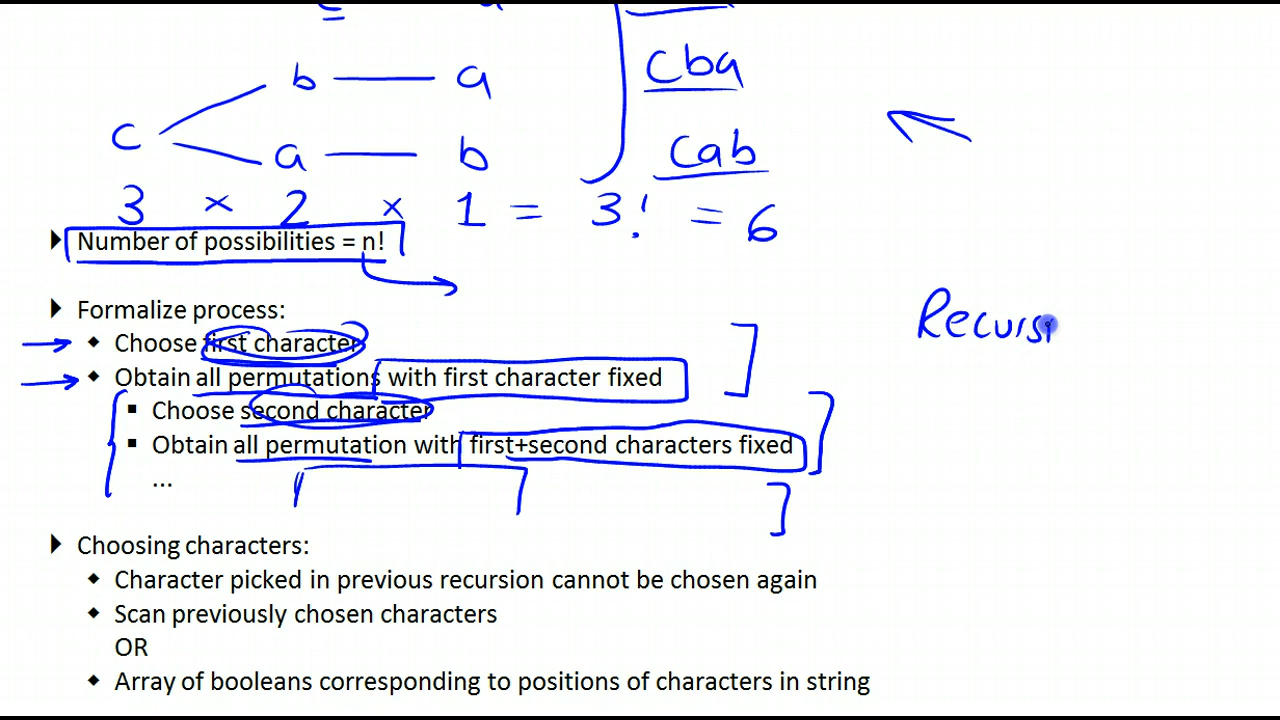 b a cba
c a b cab
3 × 2 × 1 = 3! = 6
Number of possibilities = n!
Formalize process:
Choose first character
Recursi
Obtain all permutations with first character fixed
Choose second character
Obtain all permutation with first+second characters fixed
...
Choosing characters:
Character picked in previous recursion cannot be chosen again
Scan previously chosen characters
OR
Array of booleans corresponding to positions of characters in string